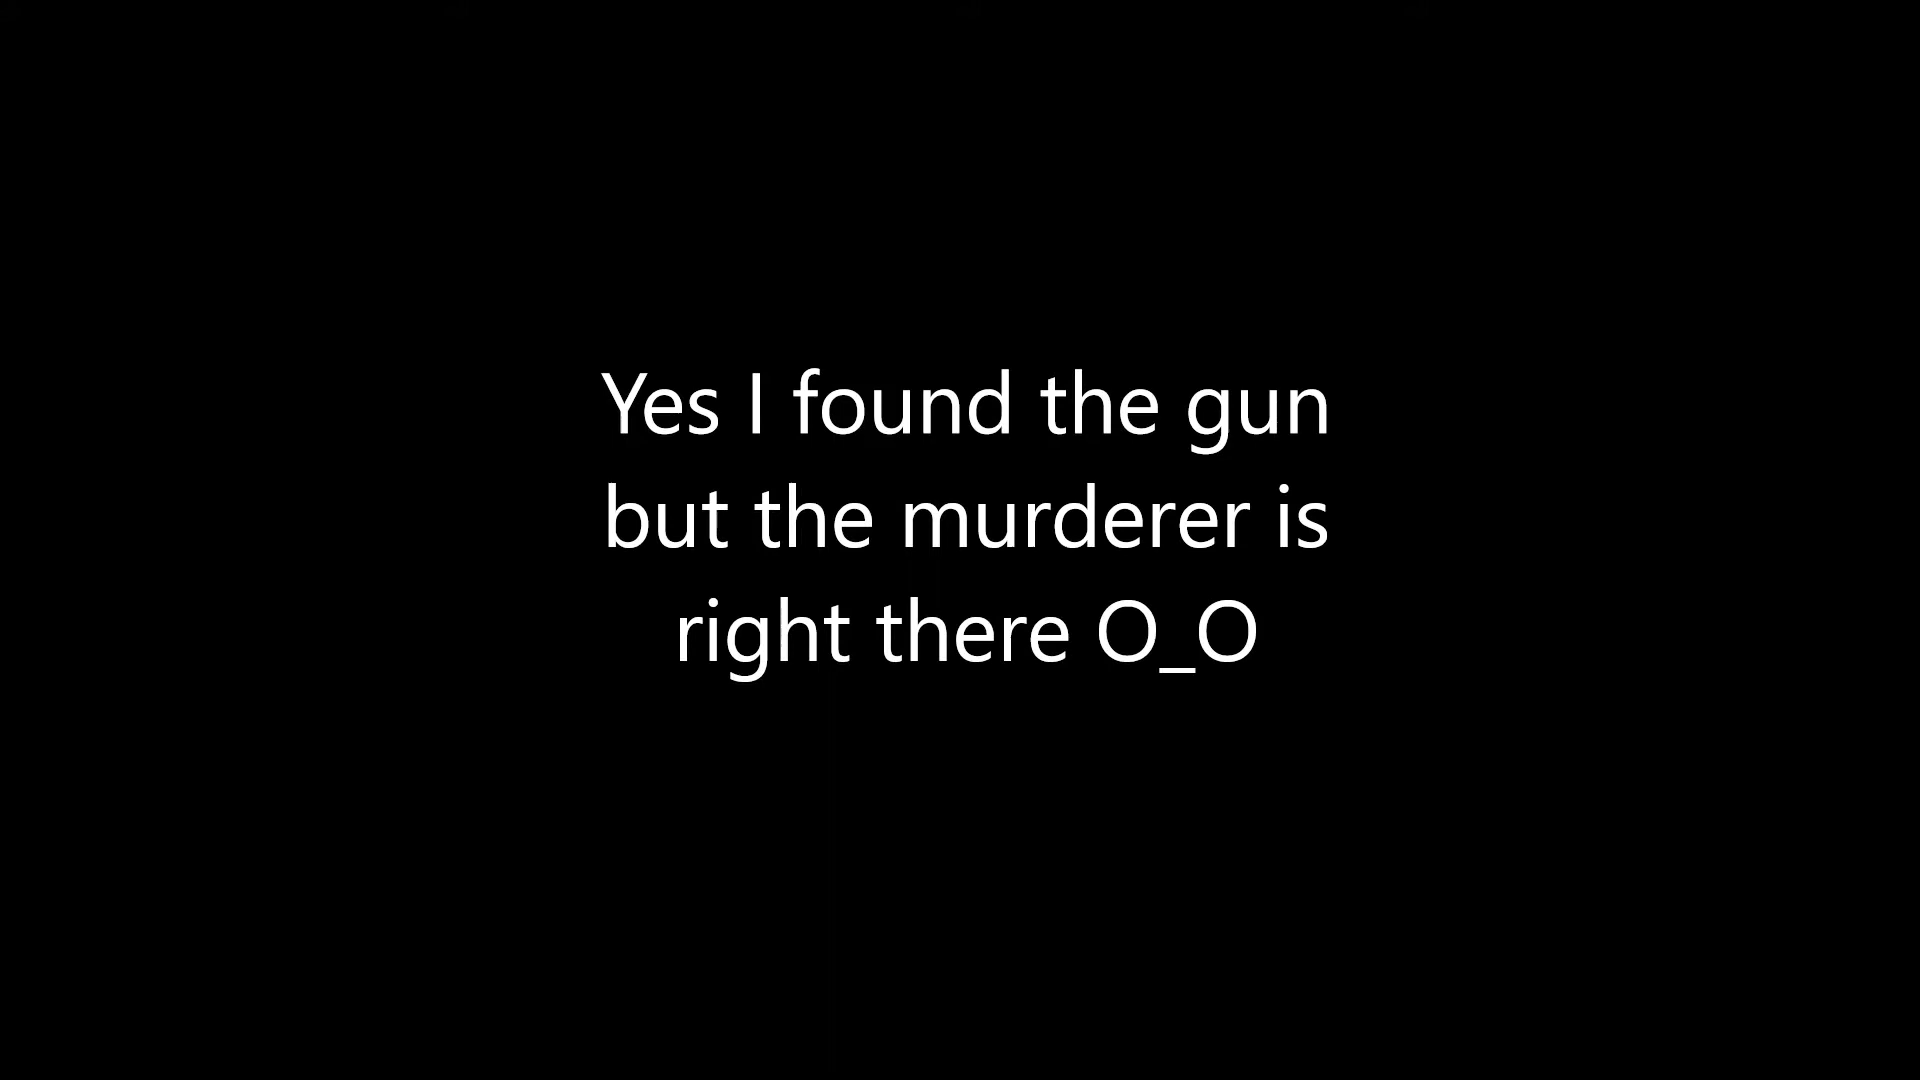 Yes I found the gun
but the murderer is
right there O_O